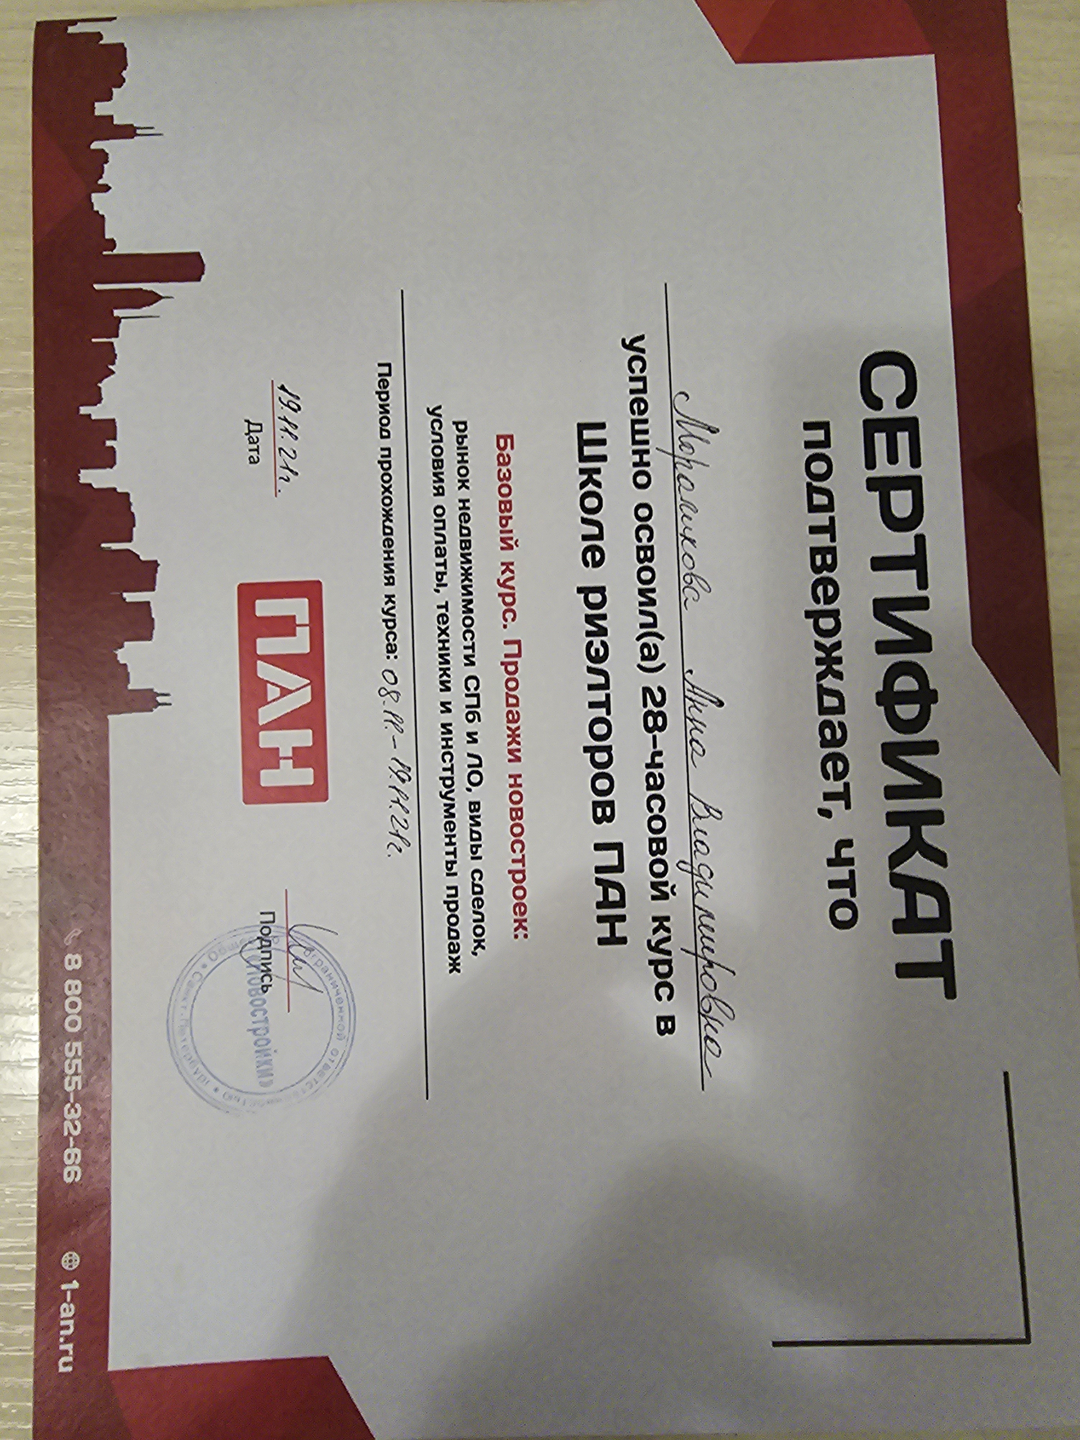 СЕРТИФИКАТ
подтверждает, что
Анна Владимировна
успешно освоил(а) 28-часовой курс в
Школе риэлторов ПАН
Базовый курс. Продажи новостроек:
рынок недвижимости СПб и ЛО, виды сделок,
условия оплаты, техники и инструменты продаж
Период прохождения курса: 08.11.- 19.11.21г.
19.11.21г.
Дата
ПАН
Подпись
Новостройки»
8 800 555-32-66
1-an.ru